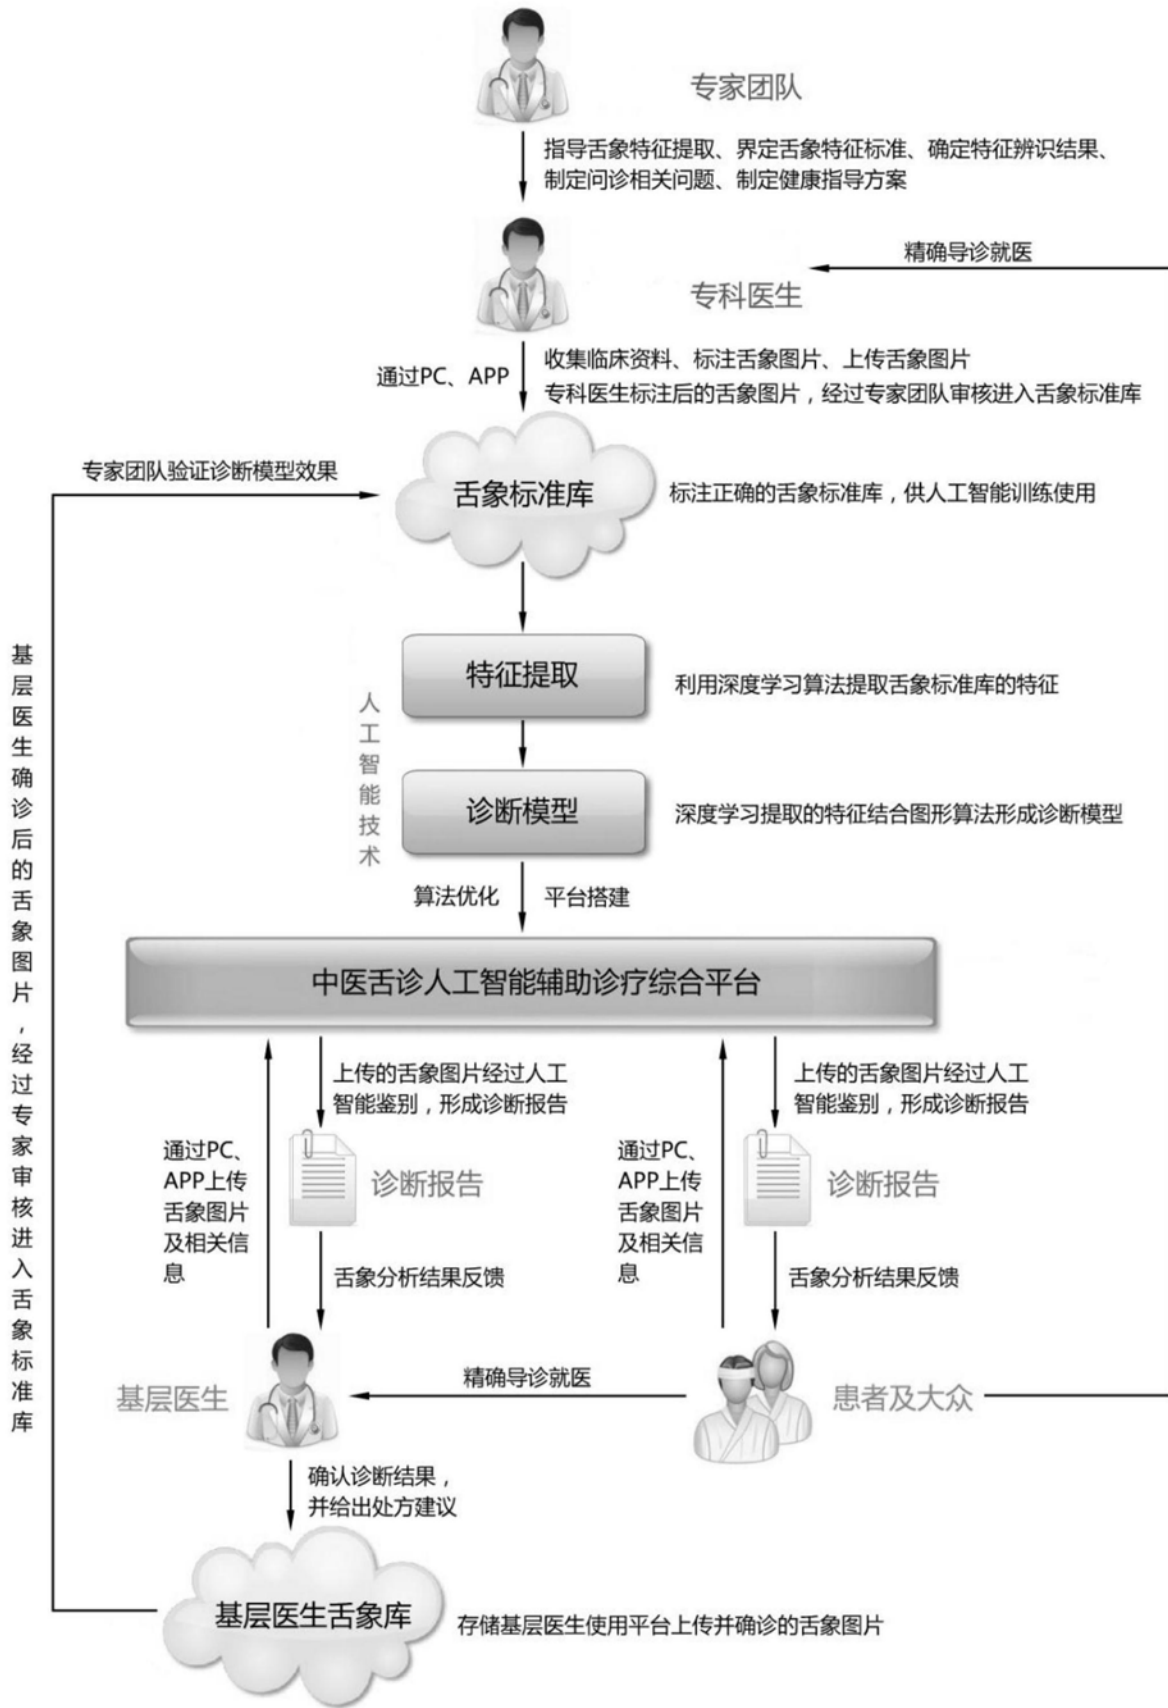 专家团队
指导舌象特征提取、界定舌象特征标准、确定特征辨识结果、
制定问诊相关问题、制定健康指导方案
精确导诊就医
专科医生
通过PC、APP
收集临床资料、标注舌象图片、上传舌象图片
专科医生标注后的舌象图片，经过专家团队审核进入舌象标准库
专家团队验证诊断模型效果
舌象标准库
标注正确的舌象标准库，供人工智能训练使用
基层医生确诊后的舌象图片，经过专家审核进入舌象标准库
人工智能技术
特征提取
利用深度学习算法提取舌象标准库的特征
诊断模型
深度学习提取的特征结合图形算法形成诊断模型
算法优化
平台搭建
中医舌诊人工智能辅助诊疗综合平台
上传的舌象图片经过人工
智能鉴别，形成诊断报告
通过PC、
APP上传
舌象图片
及相关信
息
诊断报告
舌象分析结果反馈
上传的舌象图片经过人工
智能鉴别，形成诊断报告
通过PC、
APP上传
舌象图片
及相关信
息
诊断报告
舌象分析结果反馈
基层医生
精确导诊就医
患者及大众
确认诊断结果，
并给出处方建议
基层医生舌象库
存储基层医生使用平台上传并确诊的舌象图片